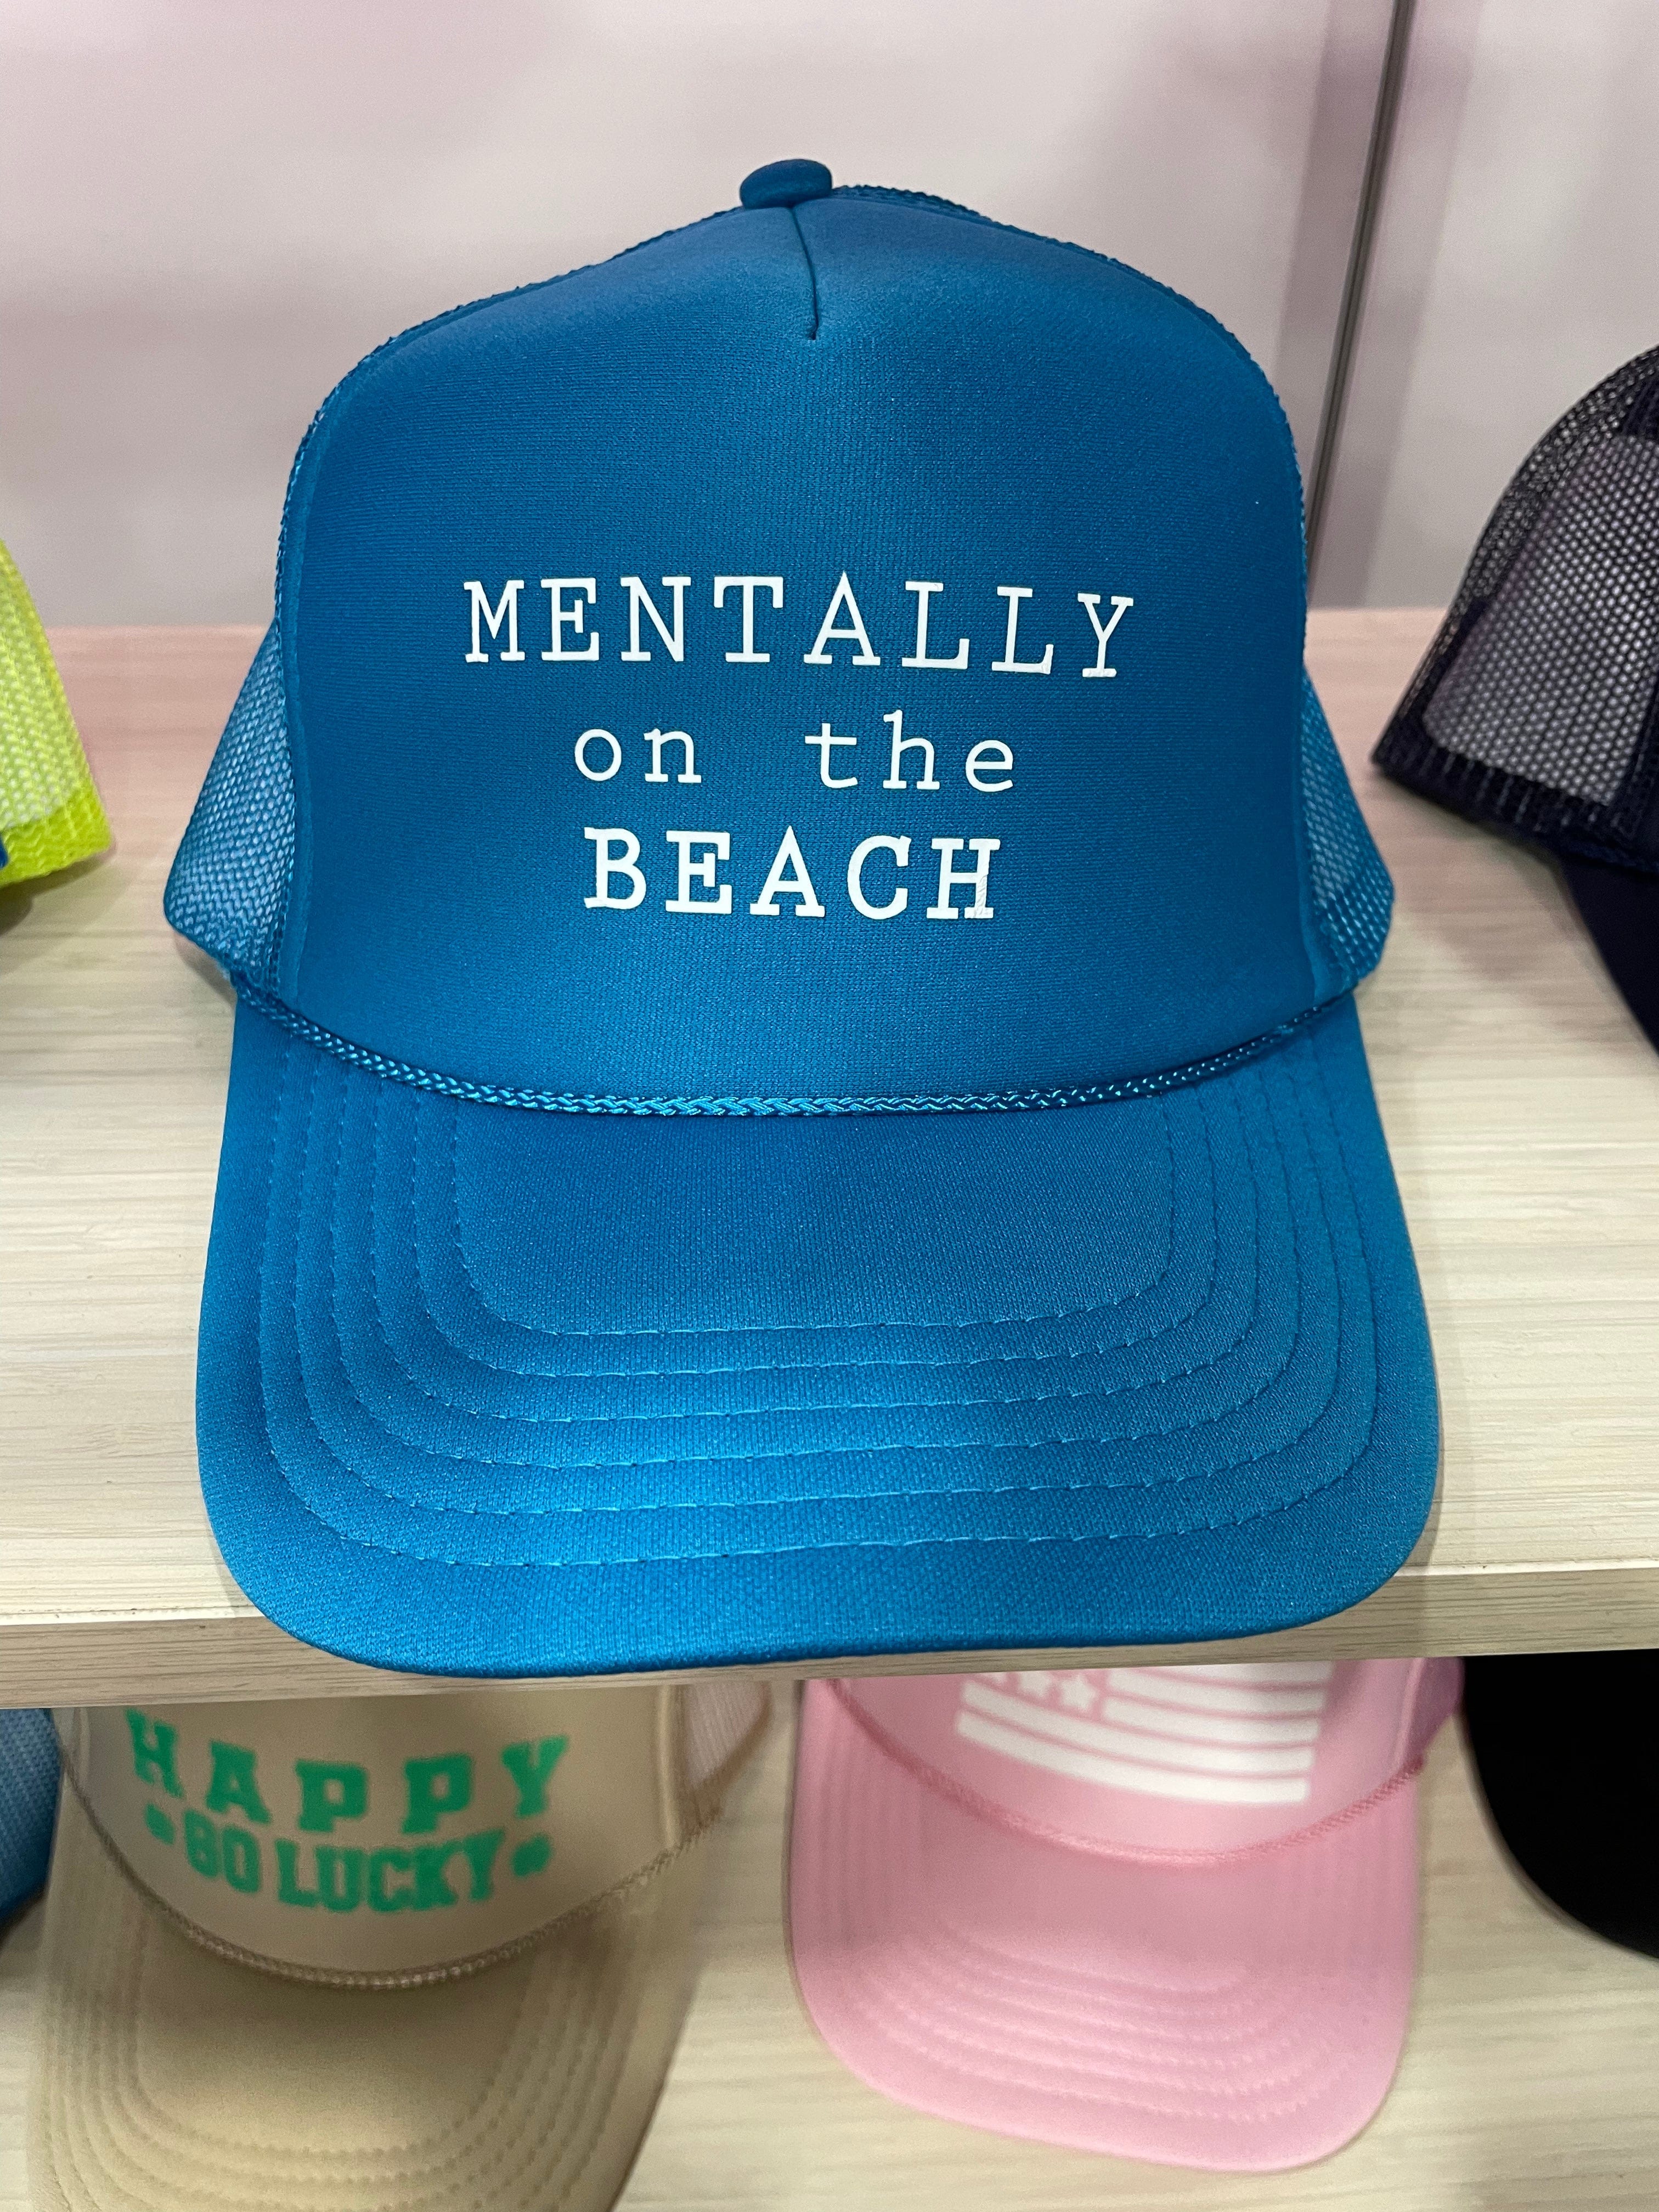 MENTALLY
on the
BEACH
HAPPY
GO LUCKY